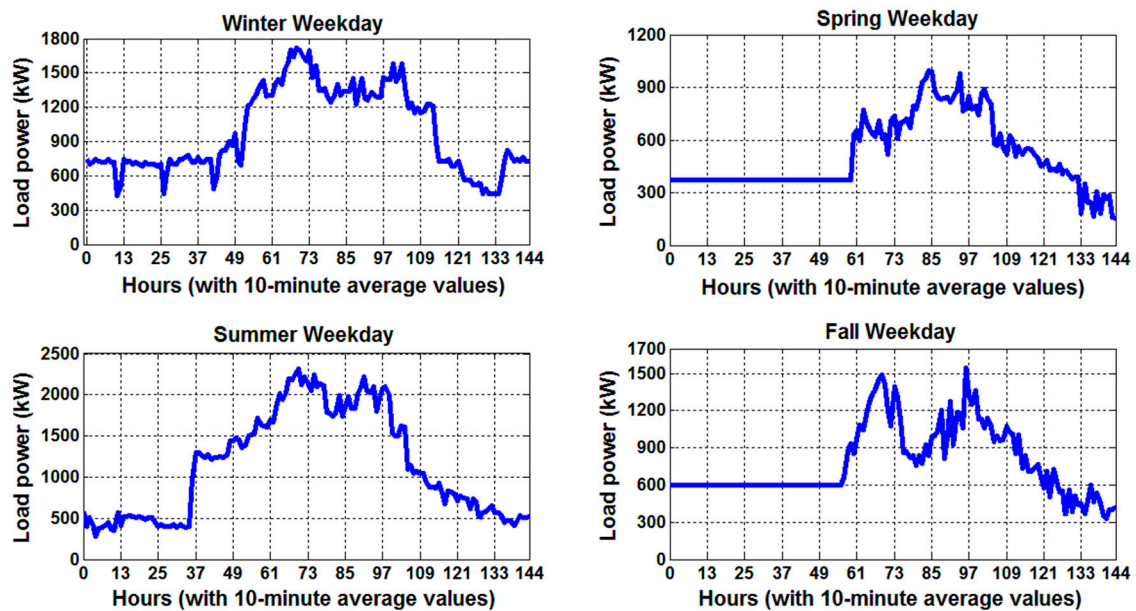 Winter Weekday
Load power (kW)
1800
1500
1200
900
600
300
0
0 13 25 37 49 61 73 85 97 109 121 133 144
Hours (with 10-minute average values)
Spring Weekday
Load power (kW)
1200
900
600
300
0
0 13 25 37 49 61 73 85 97 109 121 133 144
Hours (with 10-minute average values)
Summer Weekday
Load power (kW)
2500
2000
1500
1000
500
0
0 13 25 37 49 61 73 85 97 109 121 133 144
Hours (with 10-minute average values)
Fall Weekday
Load power (kW)
1700
1500
1200
900
600
300
0
0 13 25 37 49 61 73 85 97 109 121 133 144
Hours (with 10-minute average values)